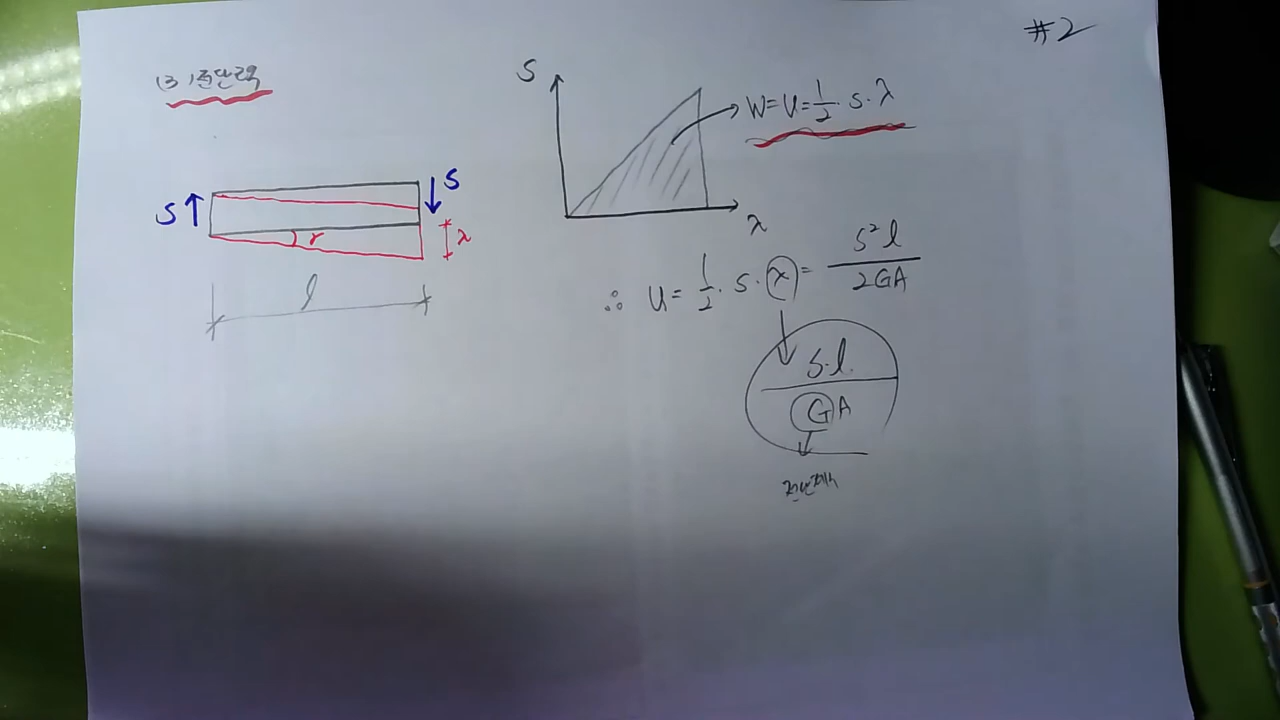 #2
(3) 전단력
S
S
r
λ
l
S
λ
W=U=1/2·S·λ
∴ U=1/2·S·λ=S²l/2GA
S·l/GA